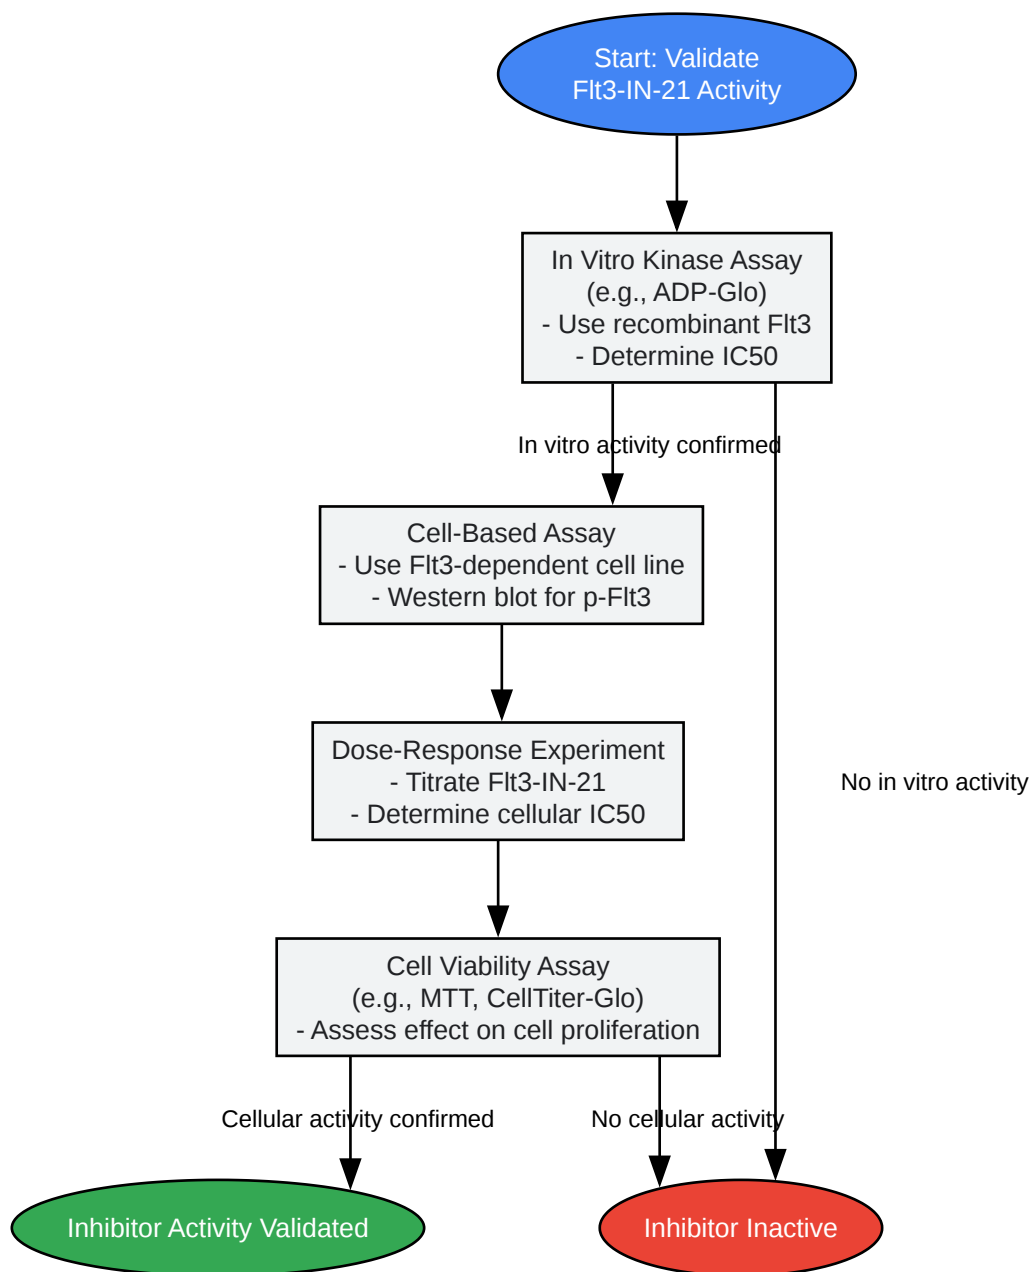 Start: Validate
Flt3-IN-21 Activity
In Vitro Kinase Assay
(e.g., ADP-Glo)
- Use recombinant Flt3
- Determine IC50
In vitro activity confirmed
Cell-Based Assay
- Use Flt3-dependent cell line
- Western blot for p-Flt3
Dose-Response Experiment
- Titrate Flt3-IN-21
- Determine cellular IC50
No in vitro activity
Cell Viability Assay
(e.g., MTT, CellTiter-Glo)
- Assess effect on cell proliferation
Cellular activity confirmed
No cellular activity
Inhibitor Activity Validated
Inhibitor Inactive